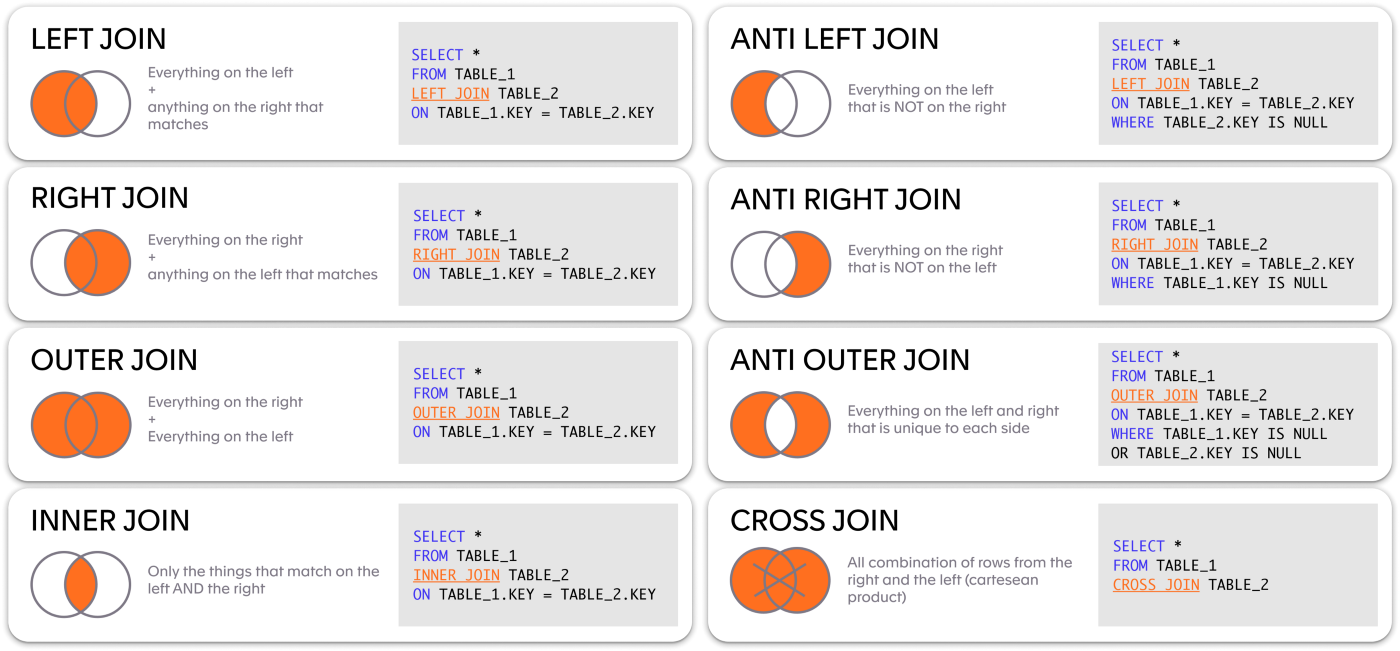 LEFT JOIN
Everything on the left
+
anything on the right that
matches
SELECT *
FROM TABLE_1
LEFT JOIN TABLE_2
ON TABLE_1.KEY = TABLE_2.KEY
ANTI LEFT JOIN
Everything on the left
that is NOT on the right
SELECT *
FROM TABLE_1
LEFT JOIN TABLE_2
ON TABLE_1.KEY = TABLE_2.KEY
WHERE TABLE_2.KEY IS NULL
RIGHT JOIN
Everything on the right
+
anything on the left that matches
SELECT *
FROM TABLE_1
RIGHT JOIN TABLE_2
ON TABLE_1.KEY = TABLE_2.KEY
ANTI RIGHT JOIN
Everything on the right
that is NOT on the left
SELECT *
FROM TABLE_1
RIGHT JOIN TABLE_2
ON TABLE_1.KEY = TABLE_2.KEY
WHERE TABLE_1.KEY IS NULL
OUTER JOIN
Everything on the right
+
Everything on the left
SELECT *
FROM TABLE_1
OUTER JOIN TABLE_2
ON TABLE_1.KEY = TABLE_2.KEY
ANTI OUTER JOIN
Everything on the left and right
that is unique to each side
SELECT *
FROM TABLE_1
OUTER JOIN TABLE_2
ON TABLE_1.KEY = TABLE_2.KEY
WHERE TABLE_1.KEY IS NULL
OR TABLE_2.KEY IS NULL
INNER JOIN
Only the things that match on the
left AND the right
SELECT *
FROM TABLE_1
INNER JOIN TABLE_2
ON TABLE_1.KEY = TABLE_2.KEY
CROSS JOIN
All combination of rows from the
right and the left (cartesean
product)
SELECT *
FROM TABLE_1
CROSS JOIN TABLE_2